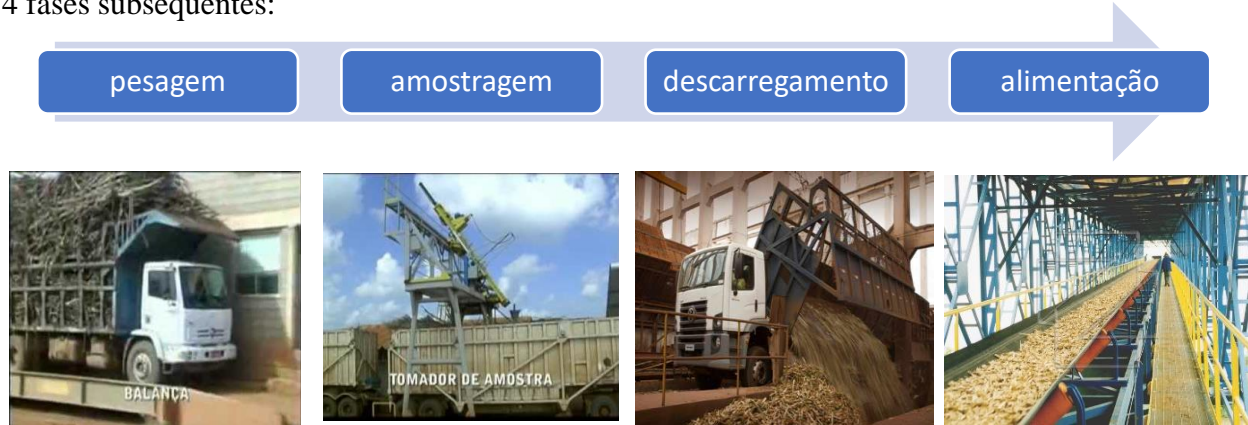 4 fases subsequentes:
pesagem
amostragem
descarregamento
alimentação
BALANÇA
TOMADOR DE AMOSTRA